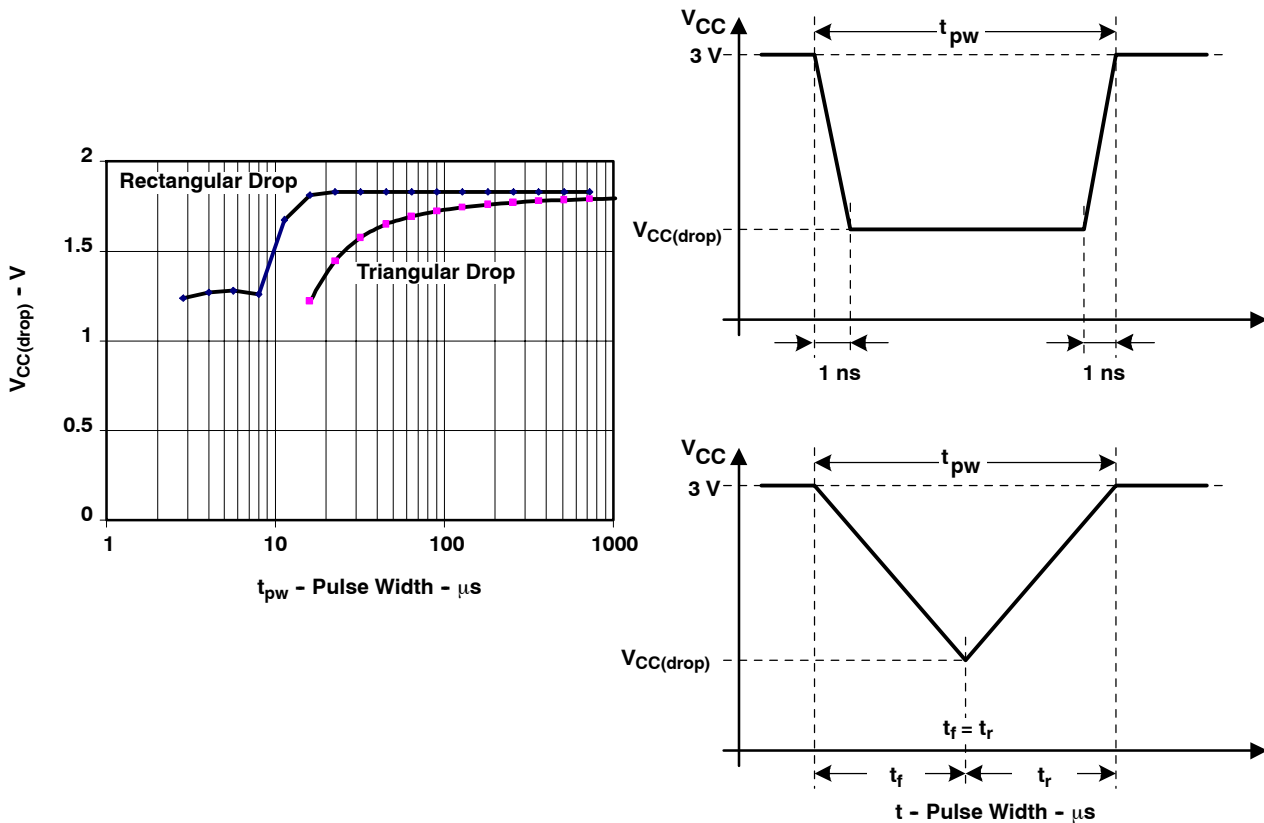 2
1.5
1
0.5
0
V_CC(drop) - V
Rectangular Drop
Triangular Drop
1
10
100
1000
t_pw - Pulse Width - μs
V_CC
3 V
t_pw
V_CC(drop)
1 ns
1 ns
V_CC
3 V
t_pw
V_CC(drop)
t_f = t_r
t_f
t_r
t - Pulse Width - μs